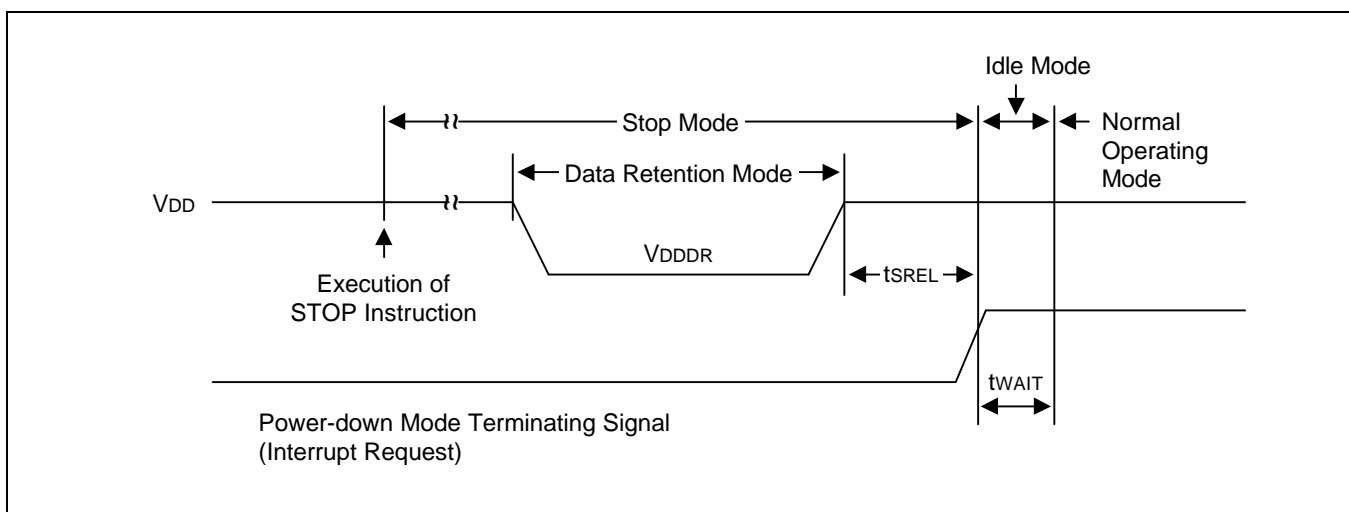 Idle Mode
Stop Mode
Normal
Operating
Mode
Data Retention Mode
VDD
VDDDR
tSREL
Execution of
STOP Instruction
tWAIT
Power-down Mode Terminating Signal
(Interrupt Request)